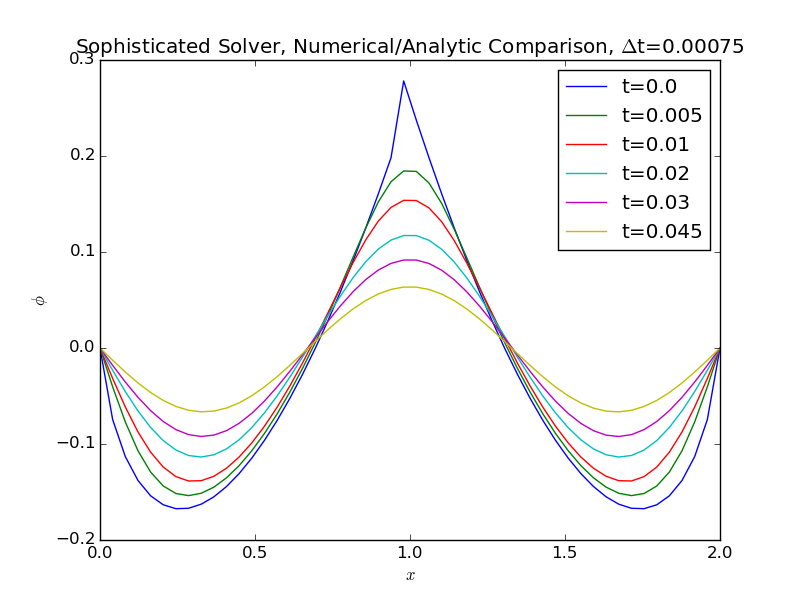 Sophisticated Solver, Numerical/Analytic Comparison, Δt=0.00075
0.3
0.2
0.1
0.0
−0.1
−0.2
ϕ
t=0.0
t=0.005
t=0.01
t=0.02
t=0.03
t=0.045
0.0 0.5 1.0 1.5 2.0
x